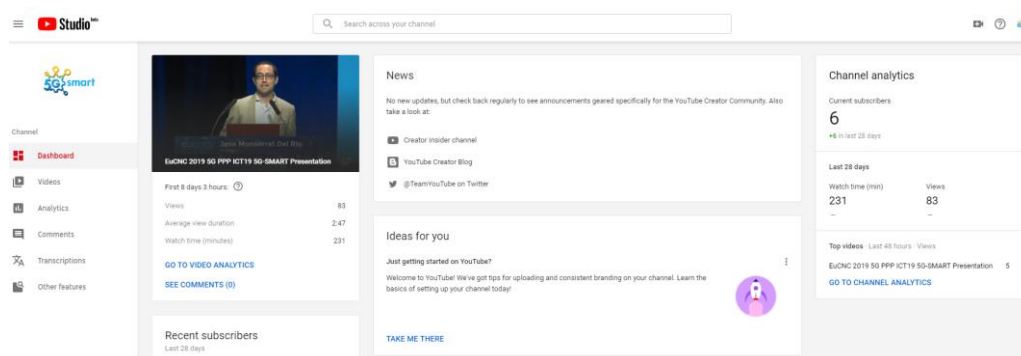 Studio beta
Search across your channel
5G smart
Channel
Dashboard
Videos
Analytics
Comments
Transcriptions
Other features
EuCNC 2019 5G PPP ICT19 5G-SMART Presentation
First 8 days 3 hours:
Views 83
Average view duration 2:47
Watch time (minutes) 231
GO TO VIDEO ANALYTICS
SEE COMMENTS (0)
Recent subscribers
Last 28 days
News
No new updates, but check back regularly to see announcements geared specifically for the YouTube Creator Community. Also
take a look at:
Creator Insider channel
YouTube Creator Blog
@TeamYouTube on Twitter
Ideas for you
Just getting started on YouTube?
Welcome to YouTube! We've got tips for uploading and consistent branding on your channel. Learn the
basics of setting up your channel today!
TAKE ME THERE
Channel analytics
Current subscribers
6
+6 in last 28 days
Last 28 days
Watch time (min) Views
231 83
— —
Top videos · Last 48 hours · Views
EuCNC 2019 5G PPP ICT19 5G-SMART Presentation 5
GO TO CHANNEL ANALYTICS